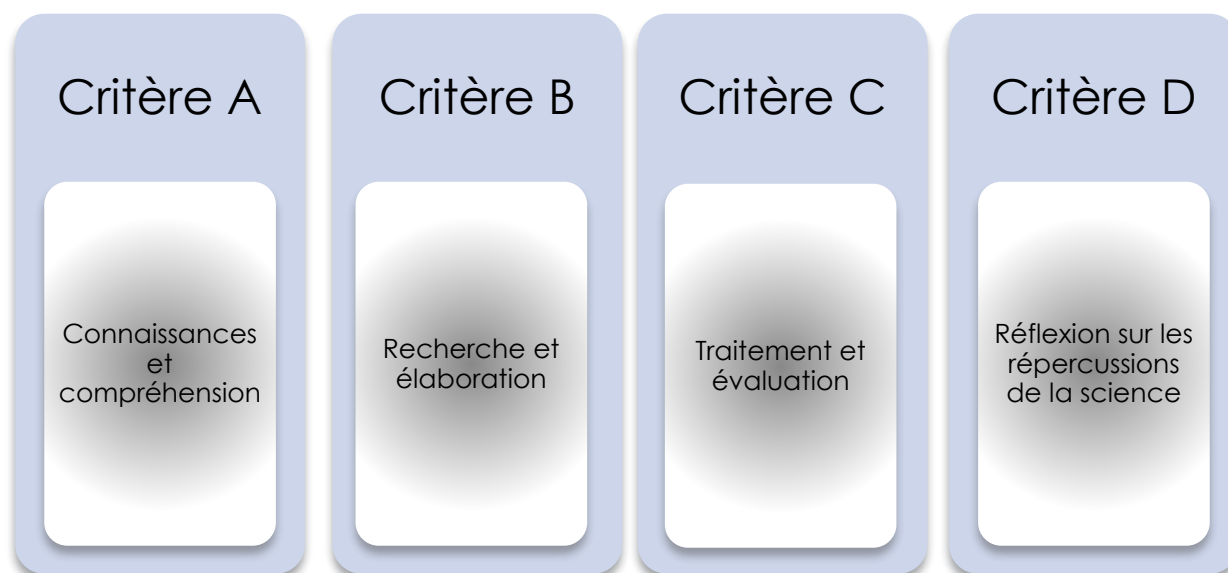 Critère A
Connaissances
et
compréhension
Critère B
Recherche et
élaboration
Critère C
Traitement et
évaluation
Critère D
Réflexion sur les
répercussions
de la science